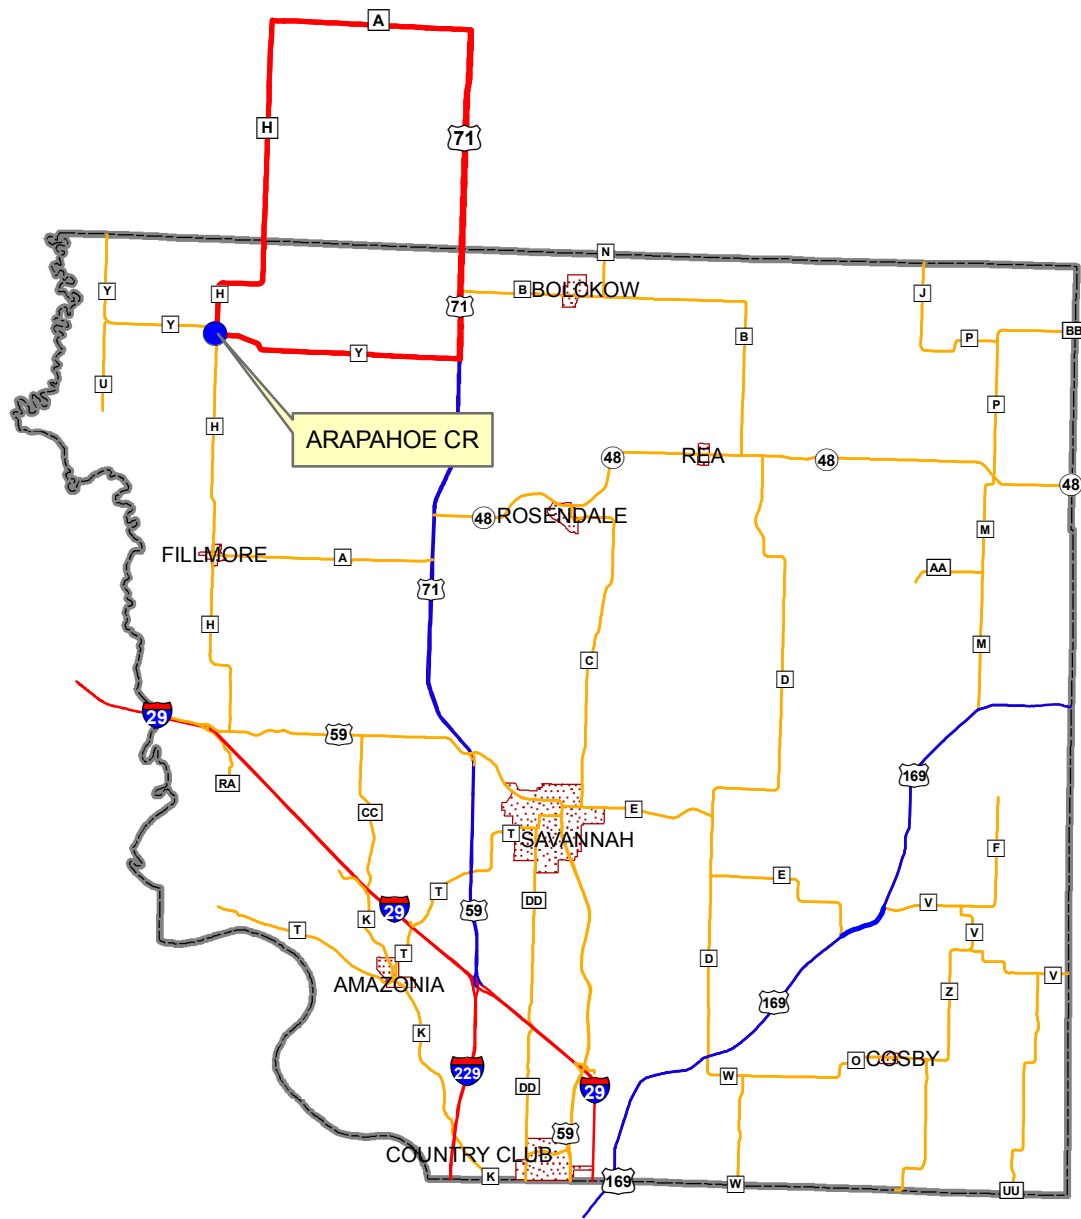 A
H
71
N
Y
H
71
B
BOLCKOW
J
Y
Y
P
BB
B
U
P
ARAPAHOE CR
H
48
REA
48
48
48
ROSENDALE
M
FILLMORE
A
AA
71
H
C
M
D
29
59
169
RA
CC
T
E
SAVANNAH
F
E
T
DD
29
59
V
K
T
V
T
D
AMAZONIA
V
Z
169
K
O
COSBY
229
W
DD
29
59
COUNTRY CLUB
K
169
W
UU